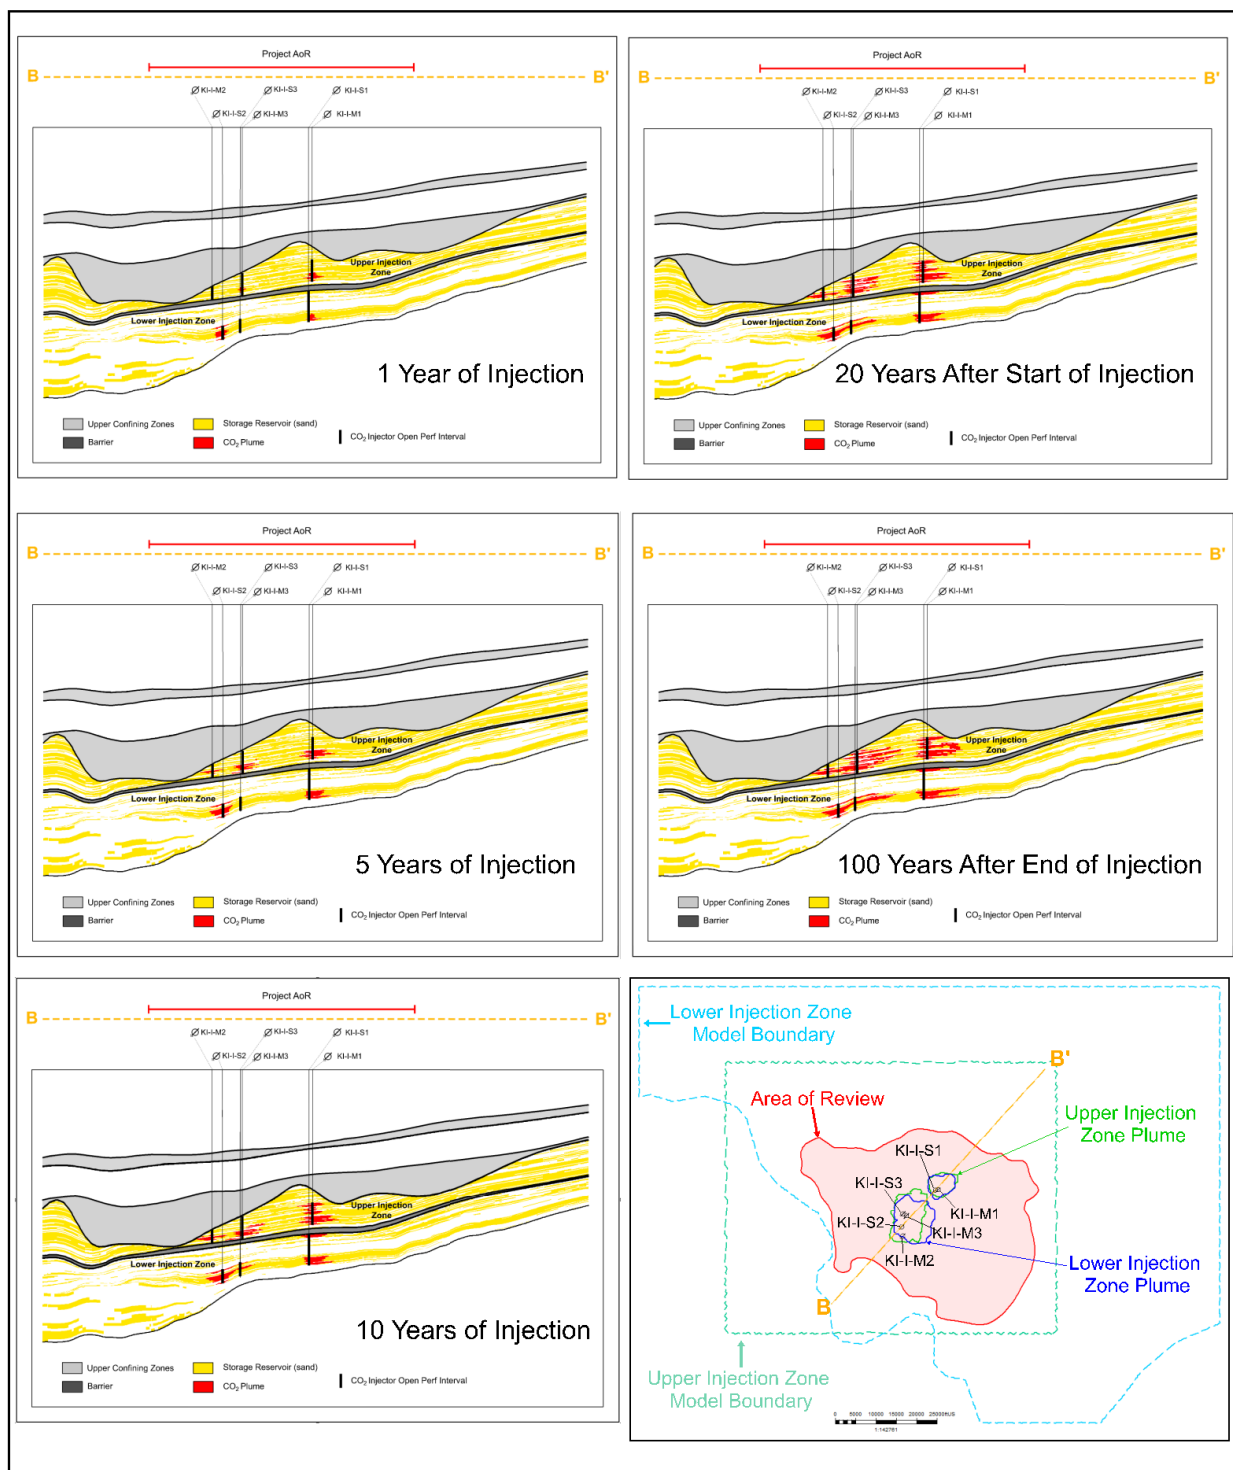 Project AoR
B
B'
∅ KI-I-M2
∅ KI-I-S3
∅ KI-I-S1
∅ KI-I-S2
∅ KI-I-M3
∅ KI-I-M1
Upper Injection
Zone
Lower Injection Zone
1 Year of Injection
Upper Confining Zones
Storage Reservoir (sand)
CO₂ Injector Open Perf Interval
Barrier
CO₂ Plume
Project AoR
B
B'
∅ KI-I-M2
∅ KI-I-S3
∅ KI-I-S1
∅ KI-I-S2
∅ KI-I-M3
∅ KI-I-M1
Upper Injection
Zone
Lower Injection Zone
20 Years After Start of Injection
Upper Confining Zones
Storage Reservoir (sand)
CO₂ Injector Open Perf Interval
Barrier
CO₂ Plume
Project AoR
B
B'
∅ KI-I-M2
∅ KI-I-S3
∅ KI-I-S1
∅ KI-I-S2
∅ KI-I-M3
∅ KI-I-M1
Upper Injection
Zone
Lower Injection Zone
5 Years of Injection
Upper Confining Zones
Storage Reservoir (sand)
CO₂ Injector Open Perf Interval
Barrier
CO₂ Plume
Project AoR
B
B'
∅ KI-I-M2
∅ KI-I-S3
∅ KI-I-S1
∅ KI-I-S2
∅ KI-I-M3
∅ KI-I-M1
Upper Injection
Zone
Lower Injection Zone
100 Years After End of Injection
Upper Confining Zones
Storage Reservoir (sand)
CO₂ Injector Open Perf Interval
Barrier
CO₂ Plume
Project AoR
B
B'
∅ KI-I-M2
∅ KI-I-S3
∅ KI-I-S1
∅ KI-I-S2
∅ KI-I-M3
∅ KI-I-M1
Upper Injection
Zone
Lower Injection Zone
10 Years of Injection
Upper Confining Zones
Storage Reservoir (sand)
CO₂ Injector Open Perf Interval
Barrier
CO₂ Plume
Lower Injection Zone
Model Boundary
B'
Area of Review
Upper Injection
Zone Plume
KI-I-S1
KI-I-S3
KI-I-M1
KI-I-S2
KI-I-M3
KI-I-M2
Lower Injection
Zone Plume
B
Upper Injection Zone
Model Boundary
0 5000 10000 15000 20000 25000ftUS
1:142761